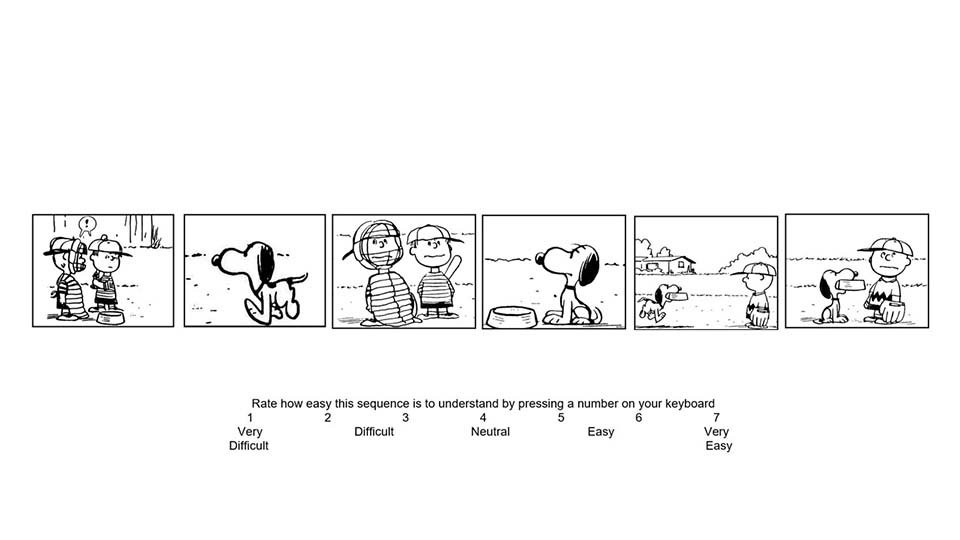 !
Rate how easy this sequence is to understand by pressing a number on your keyboard
1 2 3 4 5 6 7
Very Difficult Neutral Easy Very
Difficult Easy